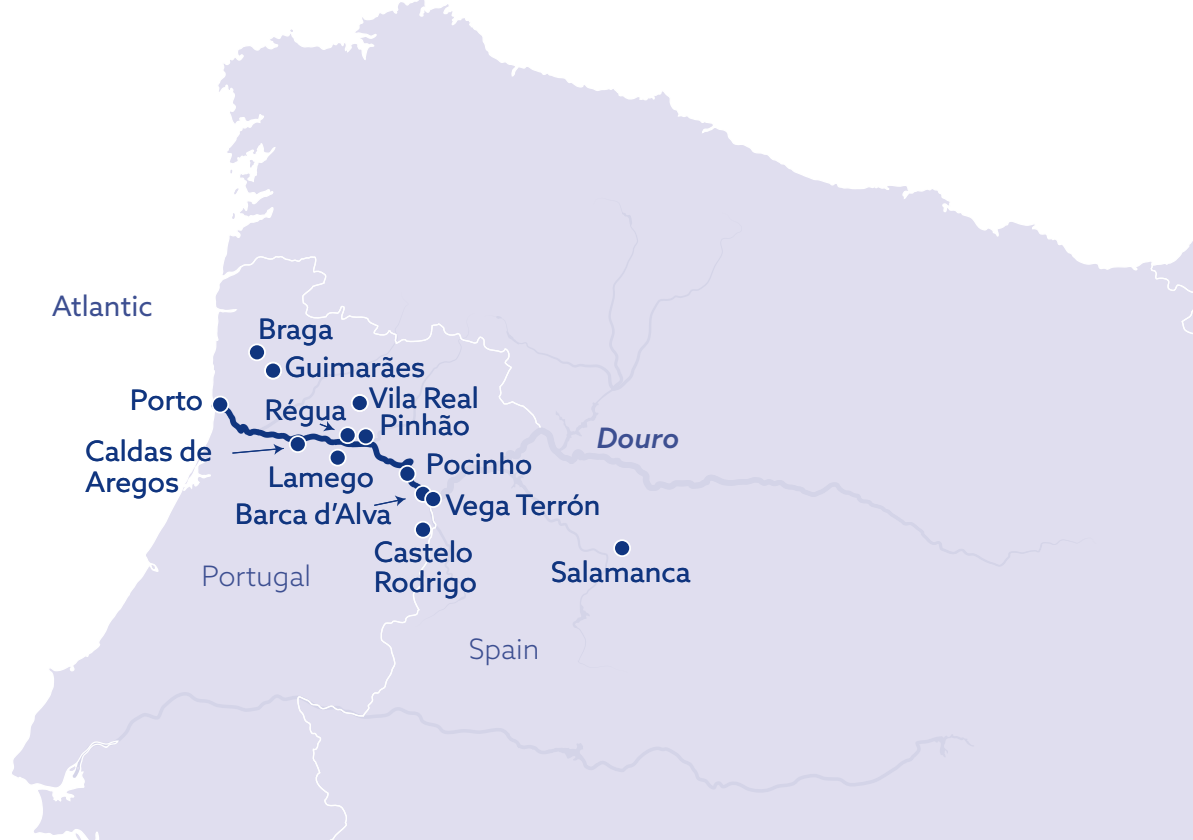 Atlantic
Braga
Guimarães
Porto
Vila Real
Régua
Pinhão
Douro
Caldas de
Aregos
Pocinho
Lamego
Vega Terrón
Barca d’Alva
Castelo
Rodrigo
Salamanca
Portugal
Spain